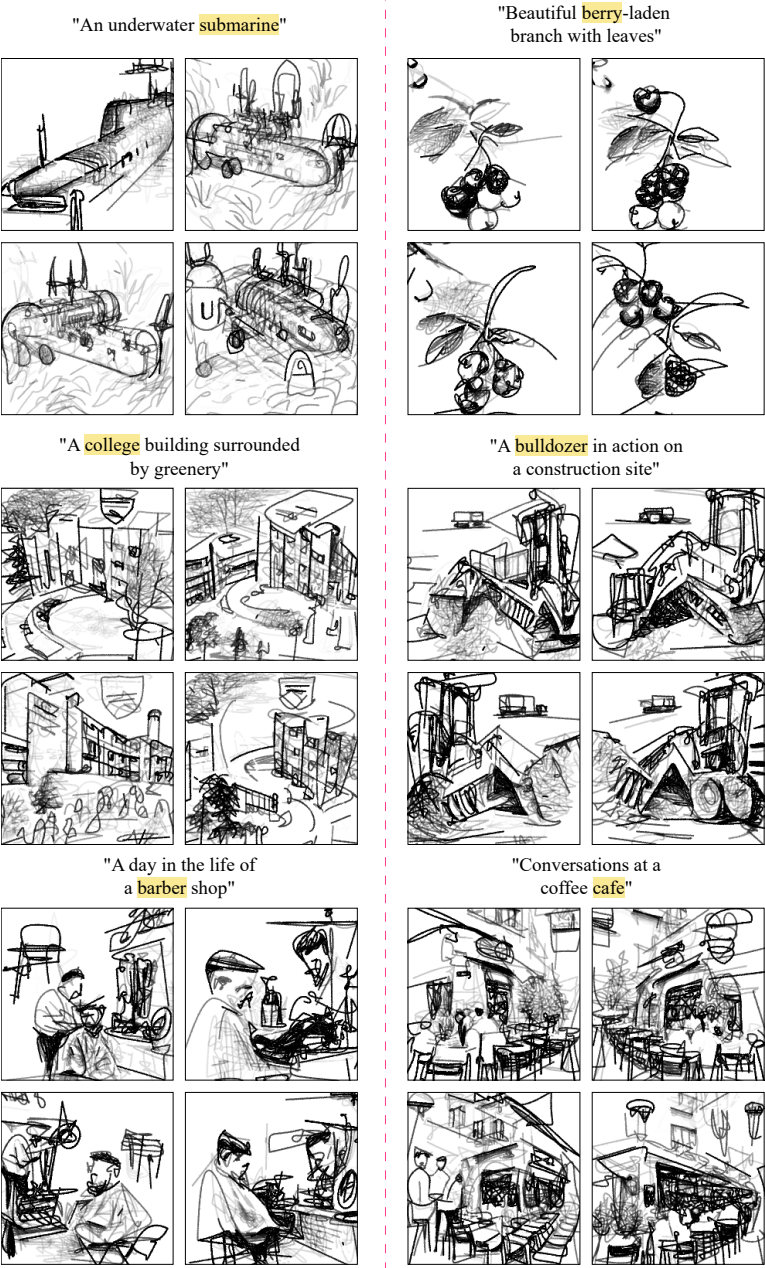 "An underwater submarine"
"Beautiful berry-laden
branch with leaves"
U
"A college building surrounded
by greenery"
"A bulldozer in action on
a construction site"
"A day in the life of
a barber shop"
"Conversations at a
coffee cafe"